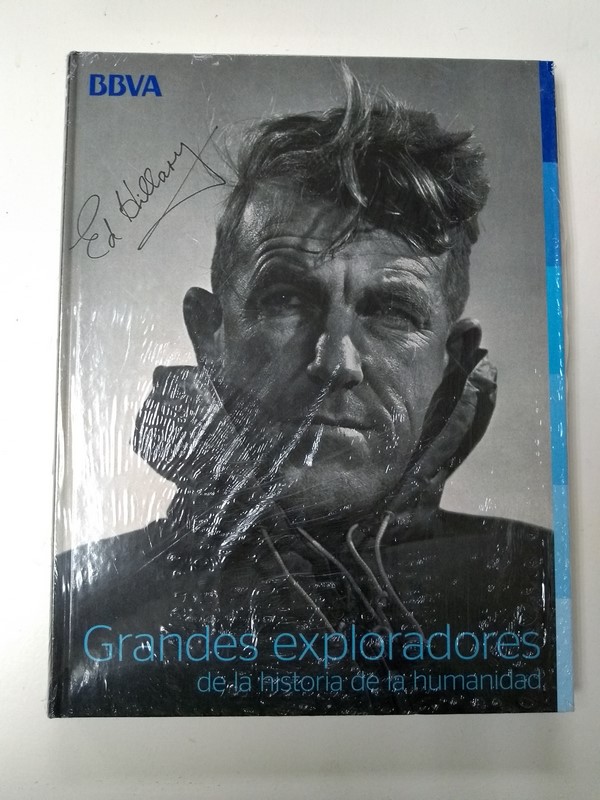 BBVA
Ed Hillary
Grandes exploradores
de la historia de la humanidad